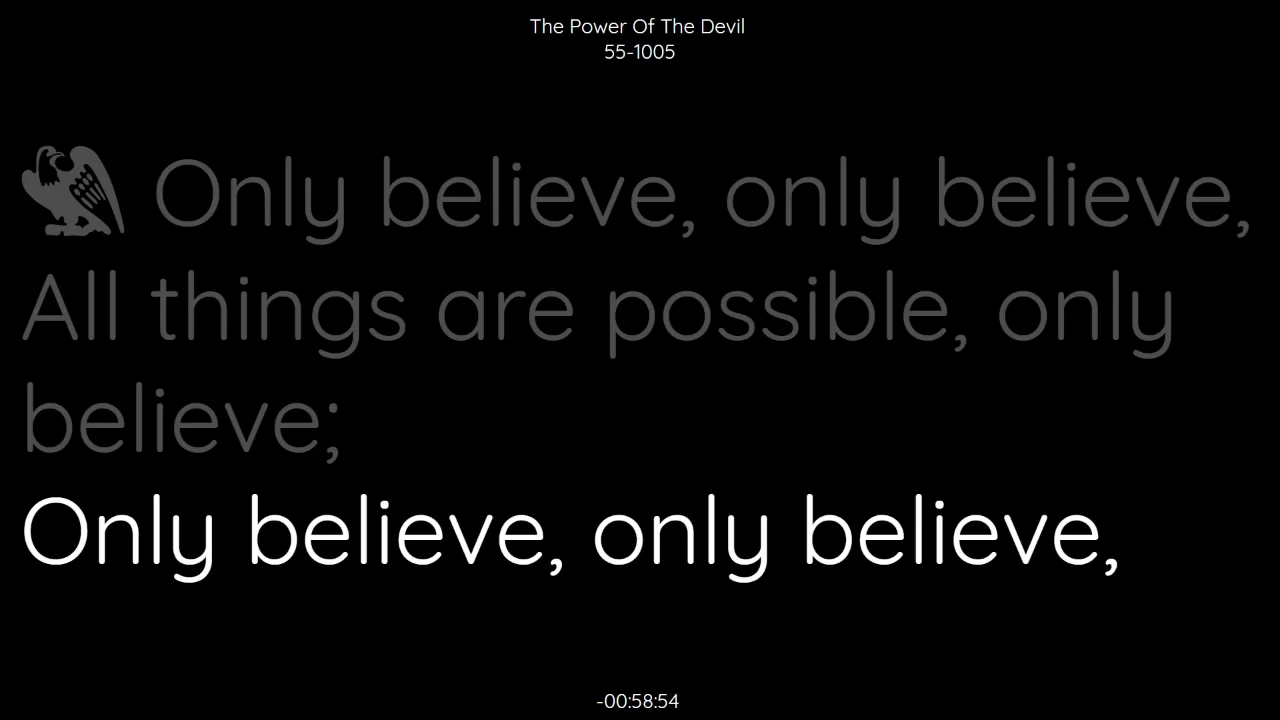 The Power Of The Devil
55-1005
Only believe, only believe,
All things are possible, only
believe;
Only believe, only believe,
-00:58:54